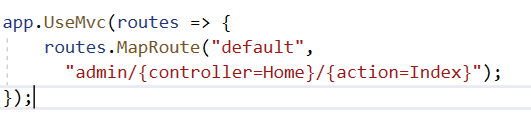 app.UseMvc(routes => {
routes.MapRoute("default",
"admin/{controller=Home}/{action=Index}");
});